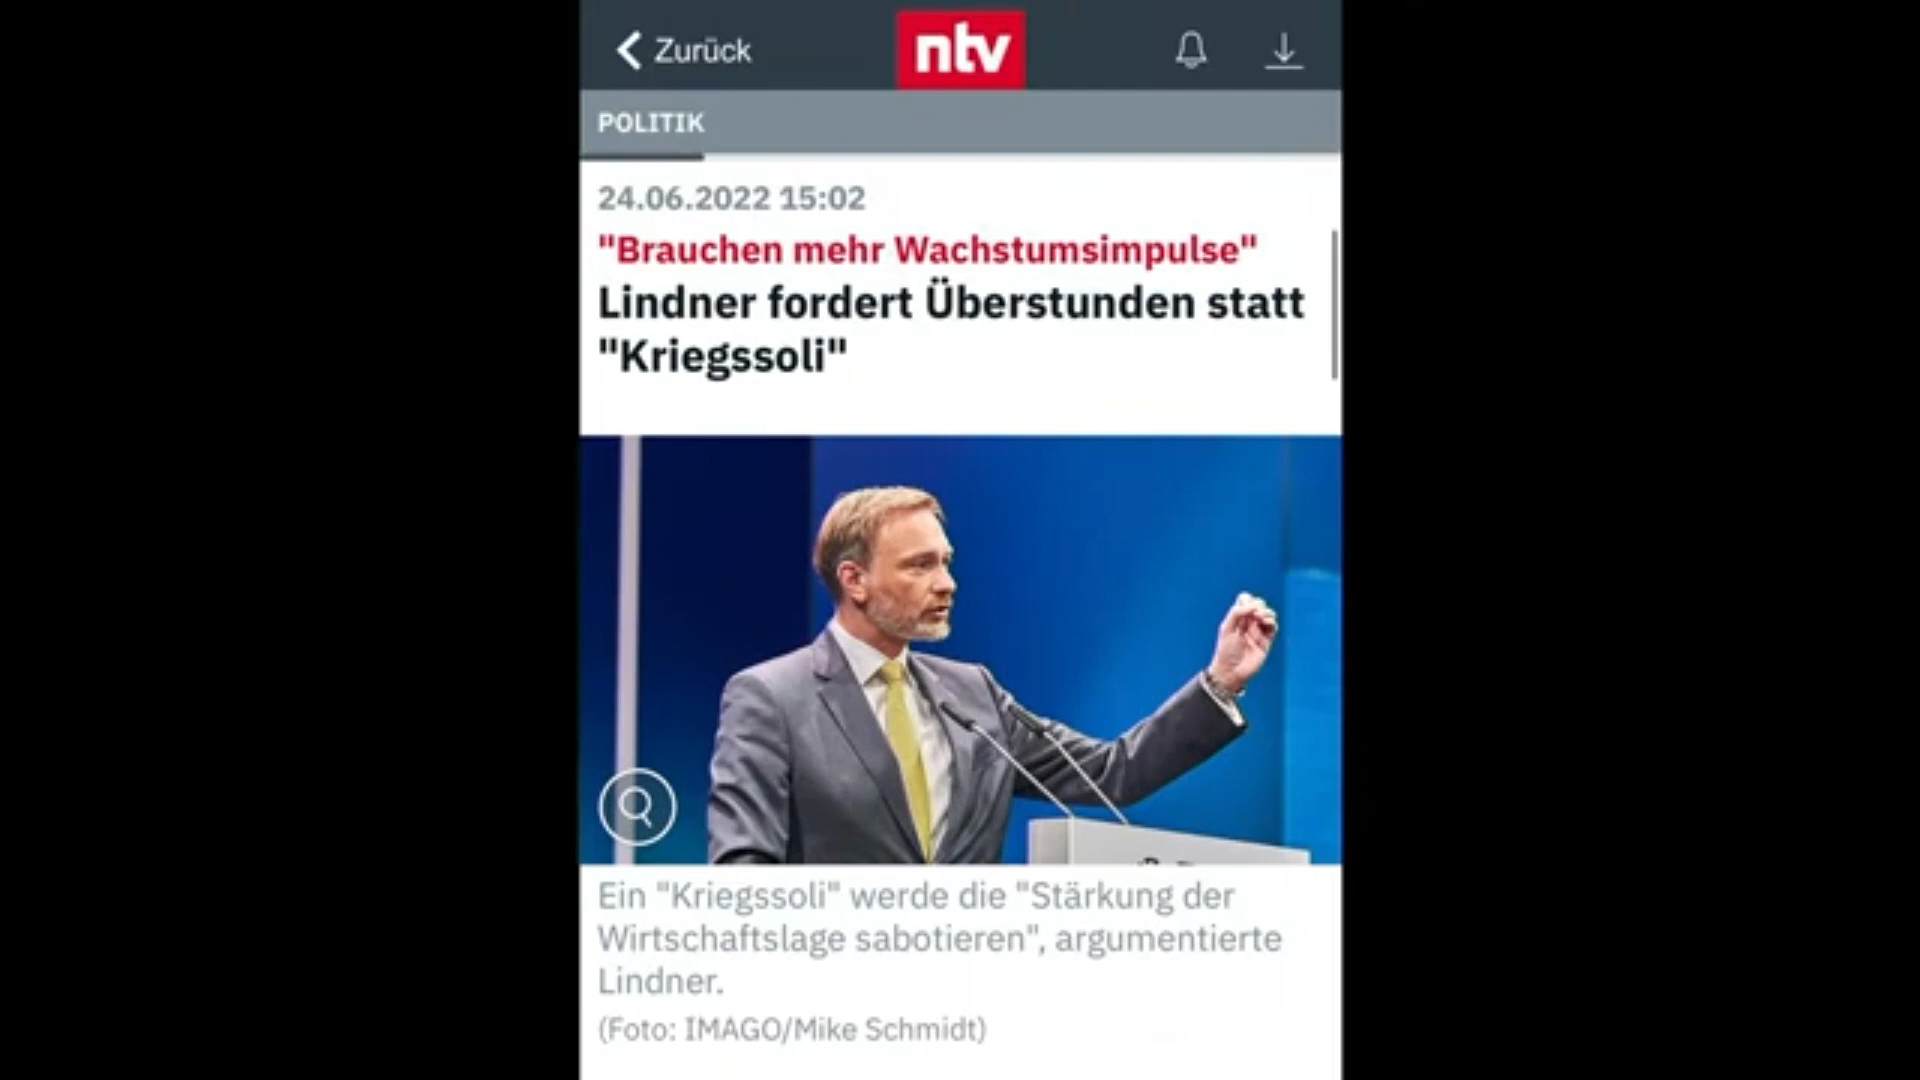 Zurück
ntv
POLITIK
24.06.2022 15:02
"Brauchen mehr Wachstumsimpulse"
Lindner fordert Überstunden statt
"Kriegssoli"
Ein "Kriegssoli" werde die "Stärkung der
Wirtschaftslage sabotieren", argumentierte
Lindner.
(Foto: IMAGO/Mike Schmidt)